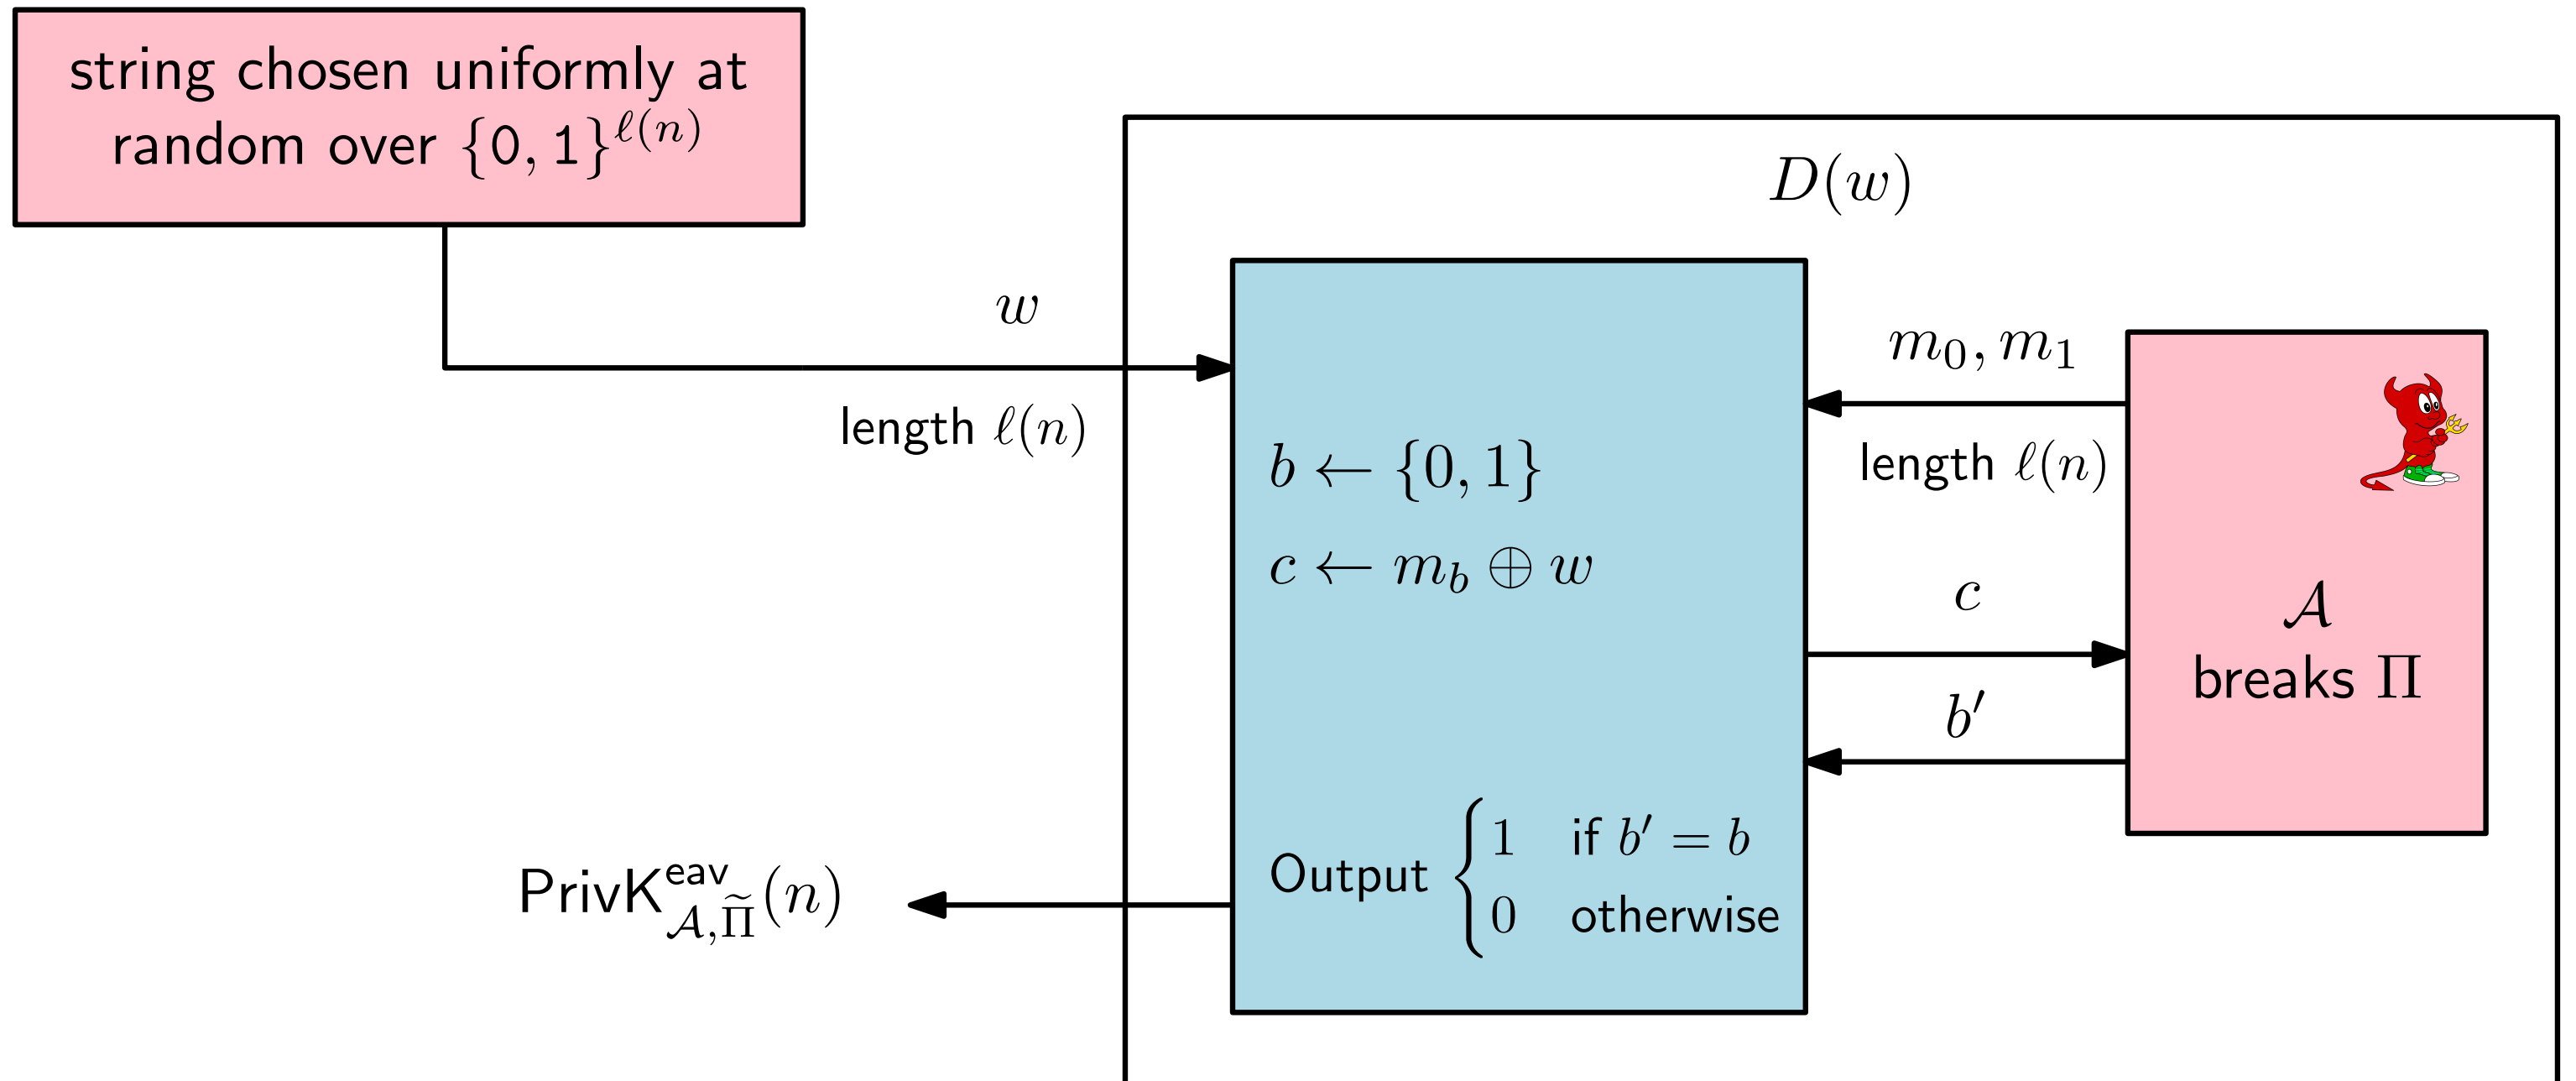 string chosen uniformly at
random over {0, 1}^{ℓ(n)}
D(w)
w
length ℓ(n)
m_0, m_1
length ℓ(n)
b ← {0, 1}
c ← m_b ⊕ w
c
𝒜
breaks Π
b′
Output { 1 if b′ = b
0 otherwise
PrivK^{eav}_{𝒜,Π̃}(n)